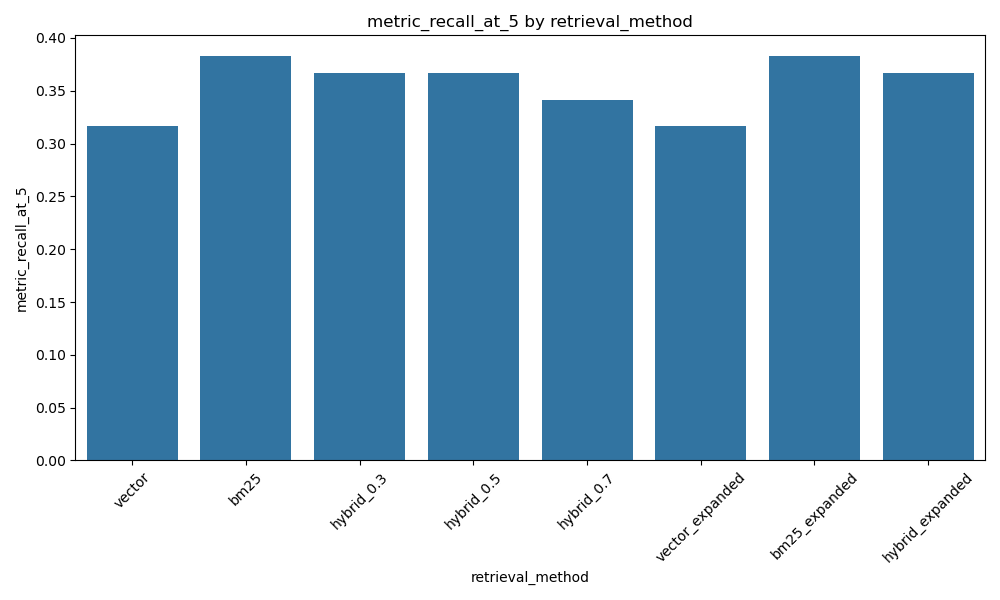 metric_recall_at_5 by retrieval_method
metric_recall_at_5
0.40
0.35
0.30
0.25
0.20
0.15
0.10
0.05
0.00
vector
bm25
hybrid_0.3
hybrid_0.5
hybrid_0.7
vector_expanded
bm25_expanded
hybrid_expanded
retrieval_method